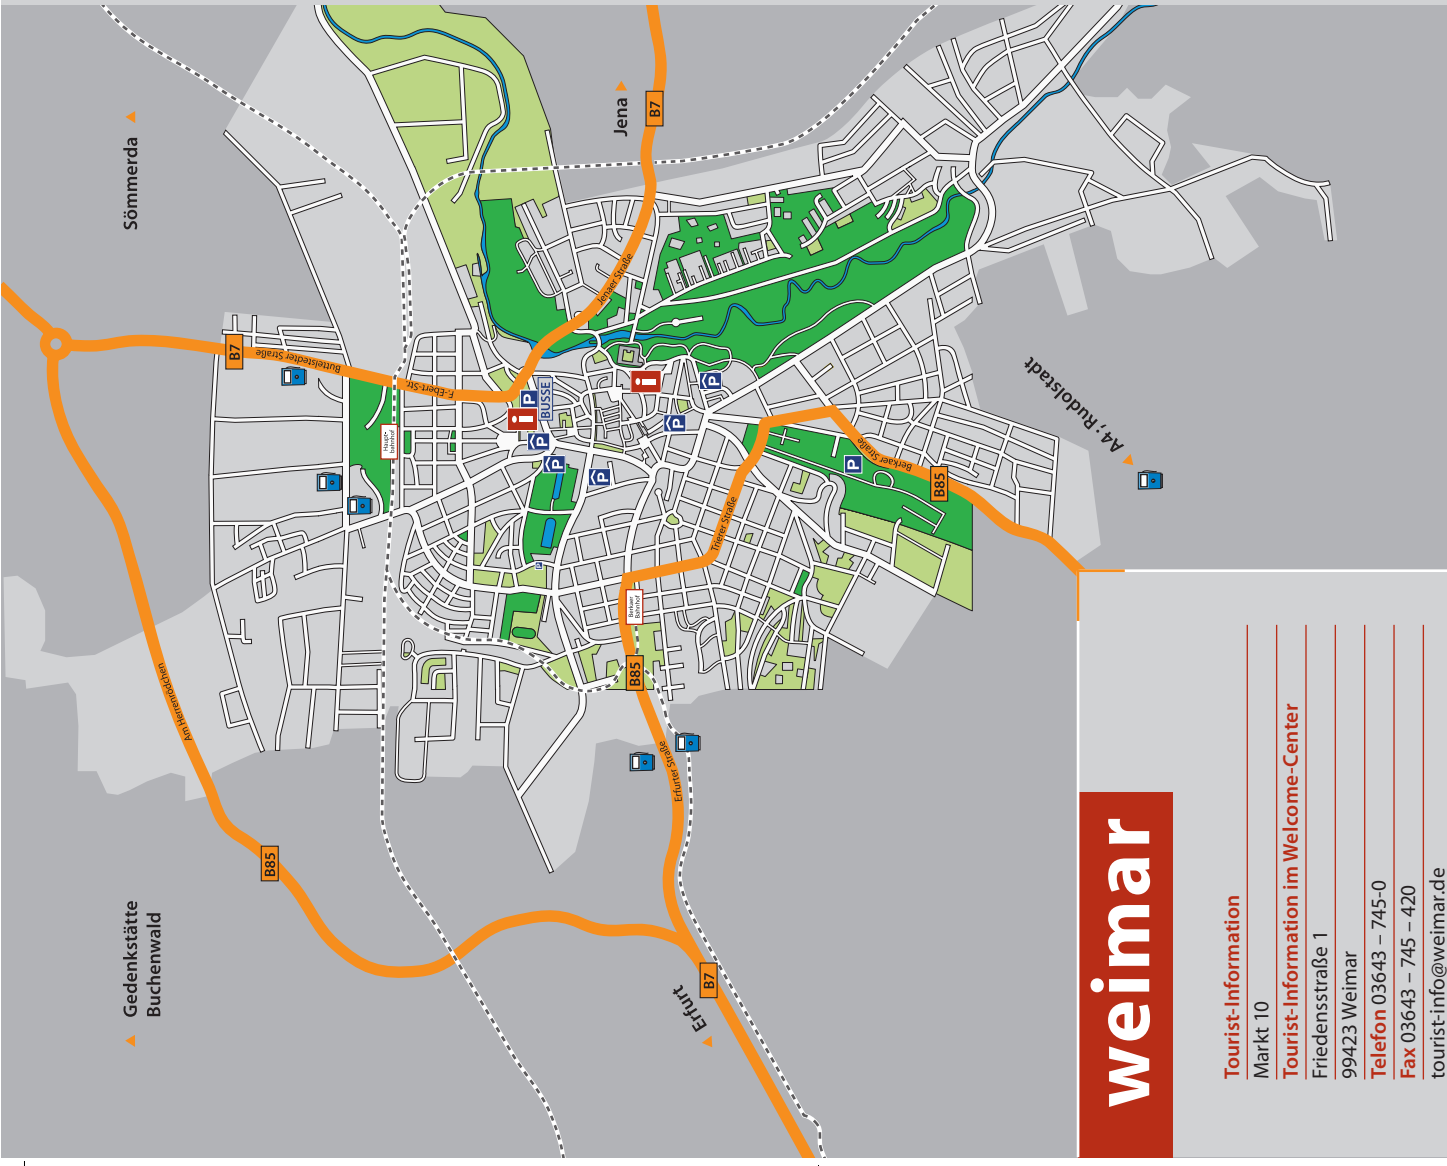 Gedenkstätte
Buchenwald
Sömmerda
Am Herrenrödchen
B85
B7
Buttelstedter Straße
F.-Ebert-Str.
Haupt-
bahnhof
i
P
BUSSE
P
P
P
P
Jenaer Straße
B7
Jena
i
P
P
Berkaer
Bahnhof
B85
Erfurter Straße
B7
Erfurt
Trierer Straße
P
Berkaer Straße
B85
A4; Rudolstadt
weimar
Tourist-Information
Markt 10
Tourist-Information im Welcome-Center
Friedensstraße 1
99423 Weimar
Telefon 03643 – 745-0
Fax 03643 – 745 – 420
tourist-info@weimar.de